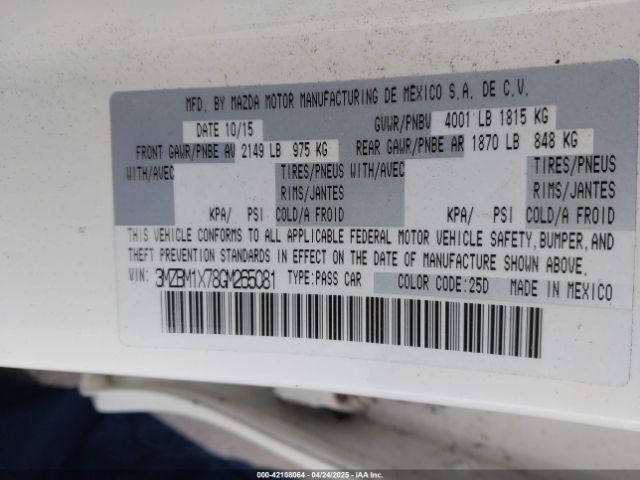 MFD. BY MAZDA MOTOR MANUFACTURING DE MEXICO S.A. DE C.V.
DATE 10/15 GVWR/PNBV 4001 LB 1815 KG
FRONT GAWR/PNBE AV 2149 LB 975 KG REAR GAWR/PNBE AR 1870 LB 848 KG
WITH/AVEC TIRES/PNEUS WITH/AVEC TIRES/PNEUS
RIMS/JANTES RIMS/JANTES
KPA/ PSI COLD/A FROID KPA/ PSI COLD/A FROID
THIS VEHICLE CONFORMS TO ALL APPLICABLE FEDERAL MOTOR VEHICLE SAFETY, BUMPER, AND
THEFT PREVENTION STANDARDS IN EFFECT ON THE DATE OF MANUFACTURE SHOWN ABOVE.
VIN: 3MZBM1X78GM265081 TYPE:PASS CAR COLOR CODE:25D MADE IN MEXICO
000-42108064 - 04/24/2025 - IAAI.COM